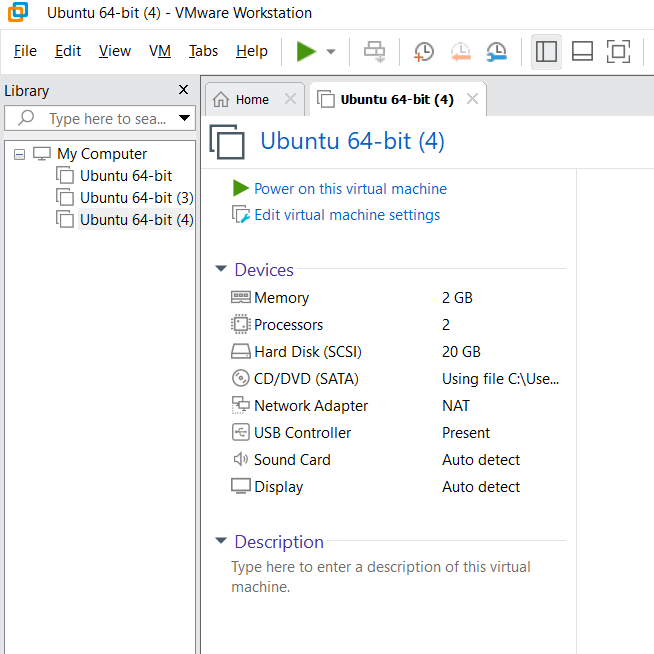 Ubuntu 64-bit (4) - VMware Workstation
File Edit View VM Tabs Help
Library
Type here to sea...
My Computer
Ubuntu 64-bit
Ubuntu 64-bit (3)
Ubuntu 64-bit (4)
Home
Ubuntu 64-bit (4)
Ubuntu 64-bit (4)
Power on this virtual machine
Edit virtual machine settings
Devices
Memory 2 GB
Processors 2
Hard Disk (SCSI) 20 GB
CD/DVD (SATA) Using file C:\Use...
Network Adapter NAT
USB Controller Present
Sound Card Auto detect
Display Auto detect
Description
Type here to enter a description of this virtual
machine.